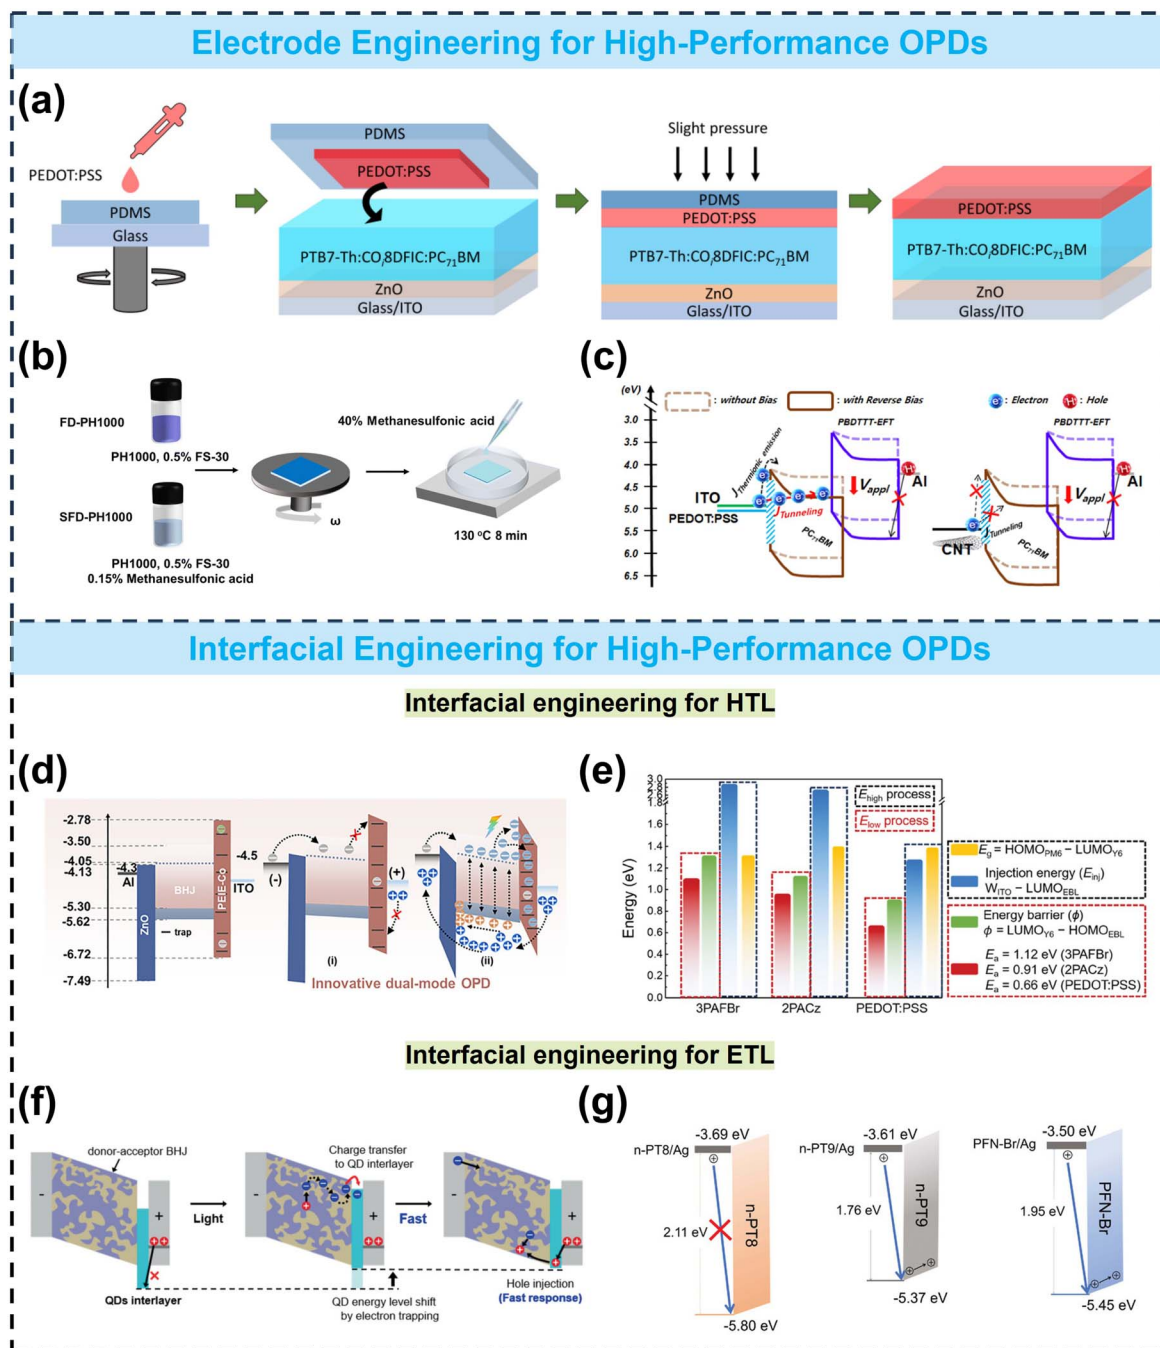 Electrode Engineering for High-Performance OPDs
(a)
PEDOT:PSS
PDMS
Glass
PDMS
PEDOT:PSS
PTB7-Th:COi8DFIC:PC71BM
ZnO
Glass/ITO
Slight pressure
PDMS
PEDOT:PSS
PTB7-Th:COi8DFIC:PC71BM
ZnO
Glass/ITO
PEDOT:PSS
PTB7-Th:COi8DFIC:PC71BM
ZnO
Glass/ITO
(b)
FD-PH1000
PH1000, 0.5% FS-30
SFD-PH1000
PH1000, 0.5% FS-30
0.15% Methanesulfonic acid
ω
40% Methanesulfonic acid
130 °C 8 min
(c)
(eV)
3.0
3.5
4.0
4.5
5.0
5.5
6.0
6.5
: without Bias
: with Reverse Bias
e : Electron
H : Hole
PBDTTT-EFT
JThermionic emission
ITO
PEDOT:PSS
JTunneling
PC71BM
Vappl
Al
PBDTTT-EFT
CNT
JTunneling
PC71BM
Vappl
Al
Interfacial Engineering for High-Performance OPDs
Interfacial engineering for HTL
(d)
-2.78
-3.50
-4.05
-4.13
-5.30
-5.62
-6.72
-7.49
-4.3
Al
ZnO
BHJ
trap
PEIE-Co
-4.5
ITO
(-)
(+)
(i)
(ii)
Innovative dual-mode OPD
(e)
Energy (eV)
3.0
2.8
2.6
1.8
1.6
1.4
1.2
1.0
0.8
0.6
0.4
0.2
0.0
3PAFBr
2PACz
PEDOT:PSS
Ehigh process
Elow process
Eg = HOMOPM6 − LUMOY6
Injection energy (Einj)
WITO − LUMOEBL
Energy barrier (ϕ)
ϕ = LUMOY6 − HOMOEBL
Ea = 1.12 eV (3PAFBr)
Ea = 0.91 eV (2PACz)
Ea = 0.66 eV (PEDOT:PSS)
Interfacial engineering for ETL
(f)
donor-acceptor BHJ
-
+
QDs interlayer
Light
Charge transfer
to QD interlayer
-
+
QD energy level shift
by electron trapping
Fast
-
+
Hole injection
(Fast response)
(g)
-3.69 eV
n-PT8/Ag
2.11 eV
n-PT8
-5.80 eV
-3.61 eV
n-PT9/Ag
1.76 eV
n-PT9
-5.37 eV
-3.50 eV
PFN-Br/Ag
1.95 eV
PFN-Br
-5.45 eV